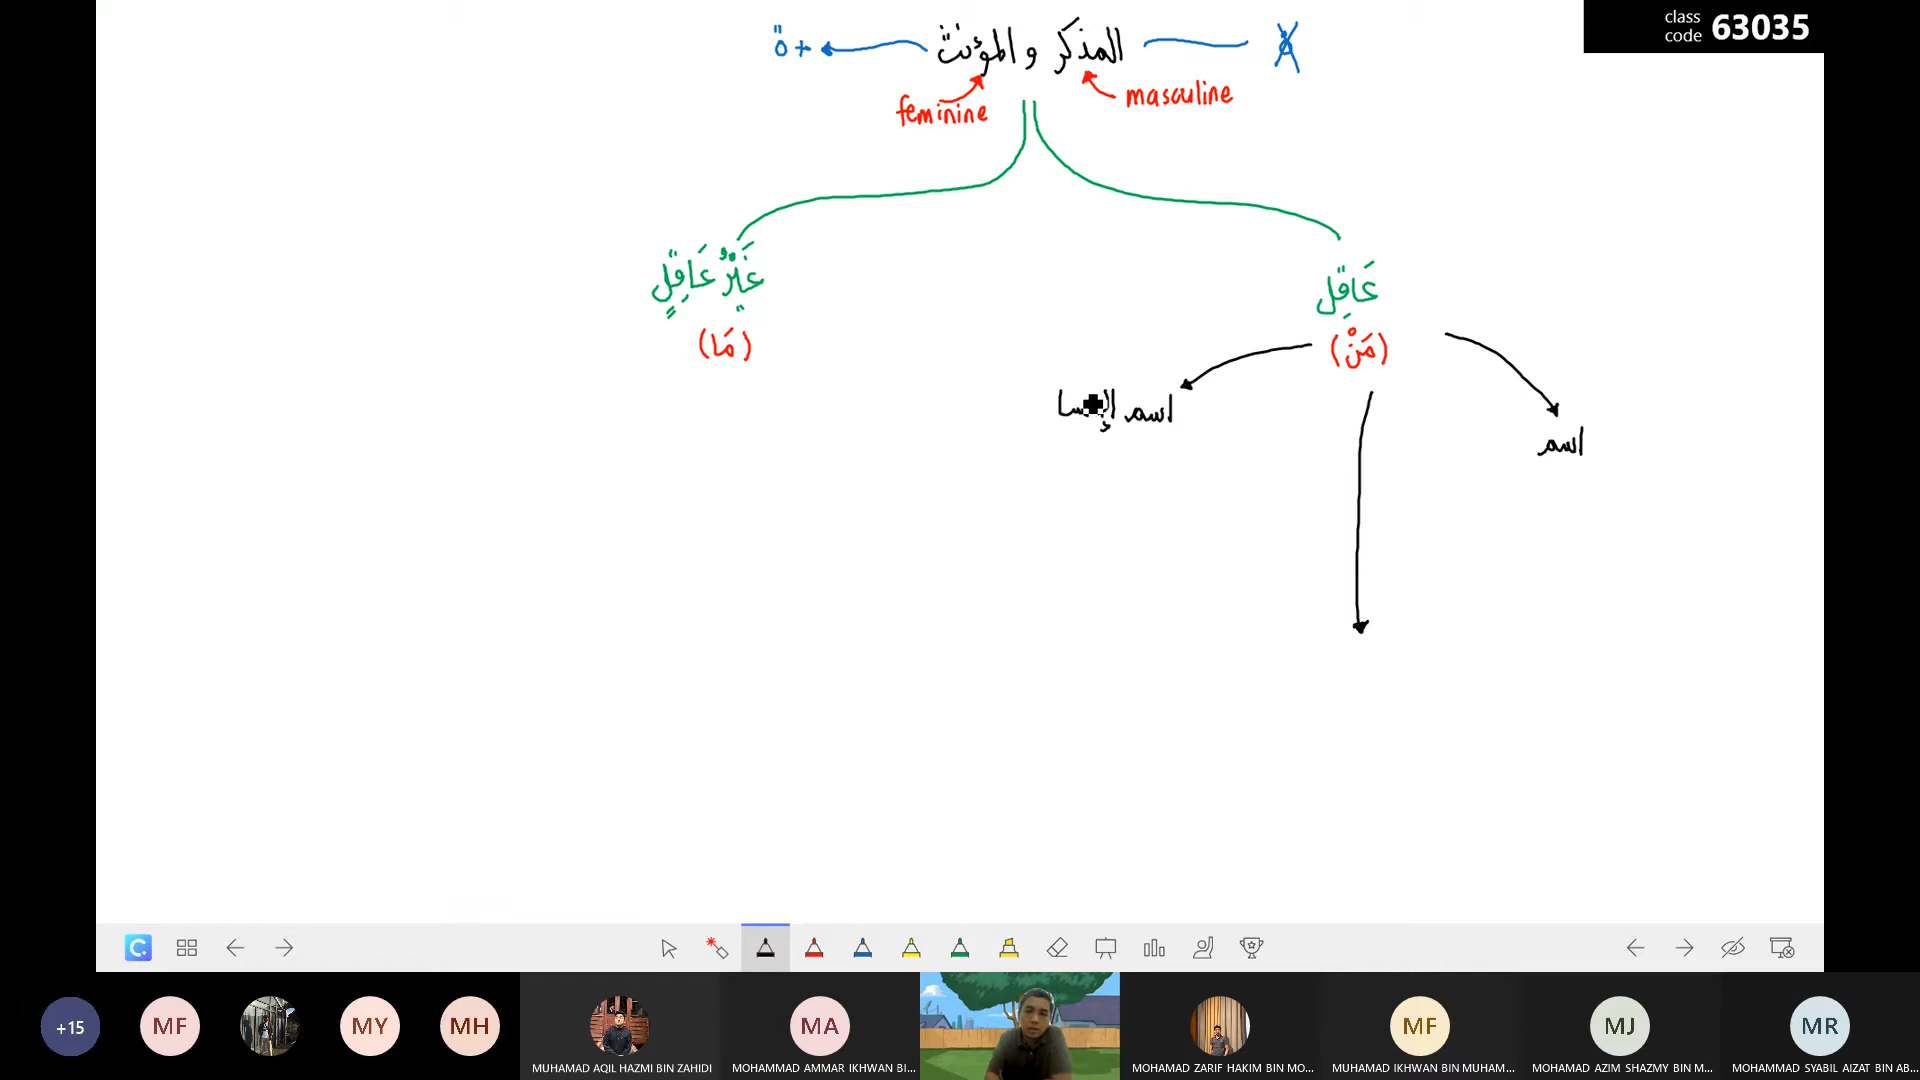 class code 63035
المذكر و المؤنث
+ ة
masculine
feminine
عَاقِل
غَيْرُ عَاقِلٍ
(مَنْ)
(مَا)
اسم
اسم
+15
MF
MY
MH
MA
MF
MJ
MR
MUHAMAD AQIL HAZMI BIN ZAHIDI
MOHAMMAD AMMAR IKHWAN BI...
MOHAMAD ZARIF HAKIM BIN MO...
MUHAMAD IKHWAN BIN MUHAM...
MOHAMAD AZIM SHAZMY BIN M...
MOHAMMAD SYABIL AIZAT BIN AB...